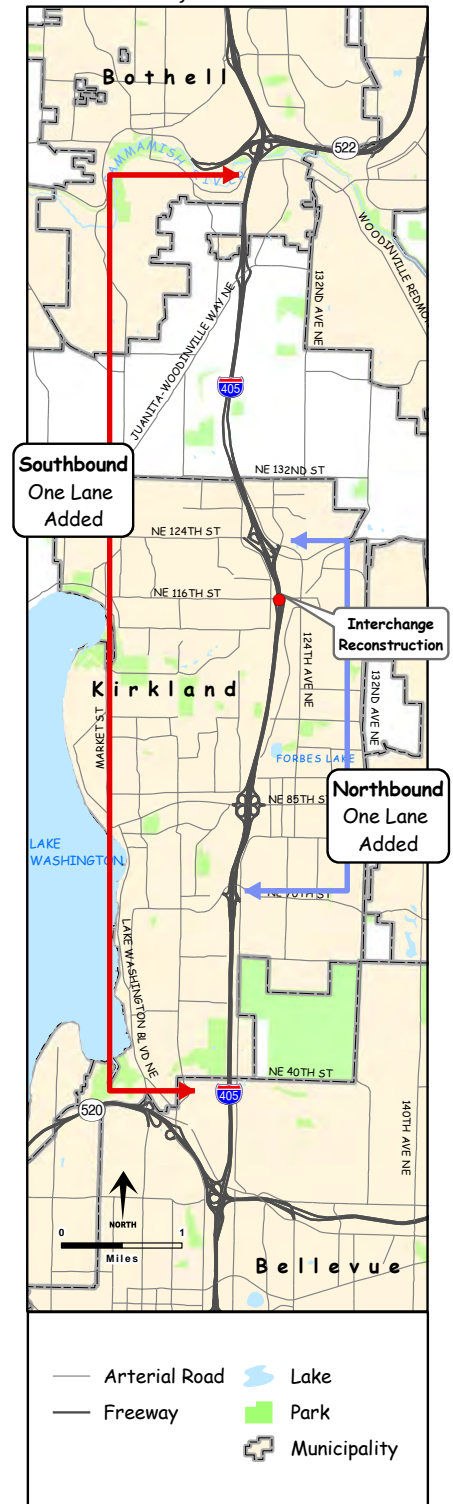 Bothell
SAMMAMISH RIVER
522
WOODINVILLE REDMO
132ND AVE NE
JUANITA-WOODINVILLE WAY NE
405
Southbound
One Lane
Added
NE 132ND ST
NE 124TH ST
NE 116TH ST
Interchange
Reconstruction
124TH AVE NE
132ND AVE NE
Kirkland
MARKET ST
FORBES LAKE
NE 85TH ST
Northbound
One Lane
Added
LAKE
WASHINGTON
NE 70TH ST
LAKE WASHINGTON BLVD NE
NE 40TH ST
405
520
140TH AVE NE
NORTH
0 1
Miles
Bellevue
Arterial Road
Lake
Freeway
Park
Municipality